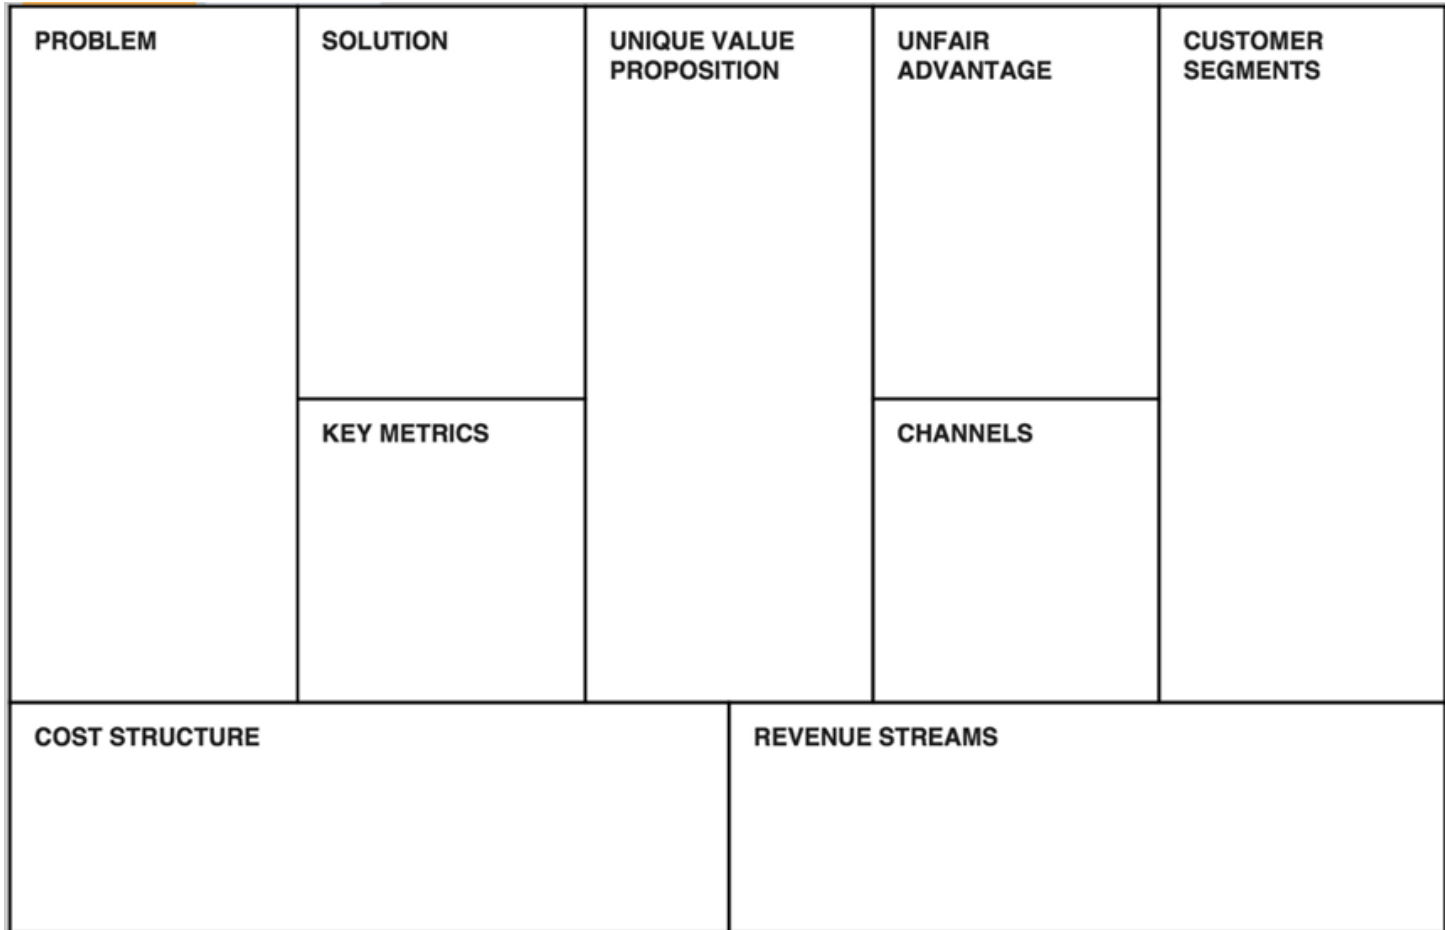 PROBLEM
SOLUTION
KEY METRICS
UNIQUE VALUE
PROPOSITION
UNFAIR
ADVANTAGE
CHANNELS
CUSTOMER
SEGMENTS
COST STRUCTURE
REVENUE STREAMS